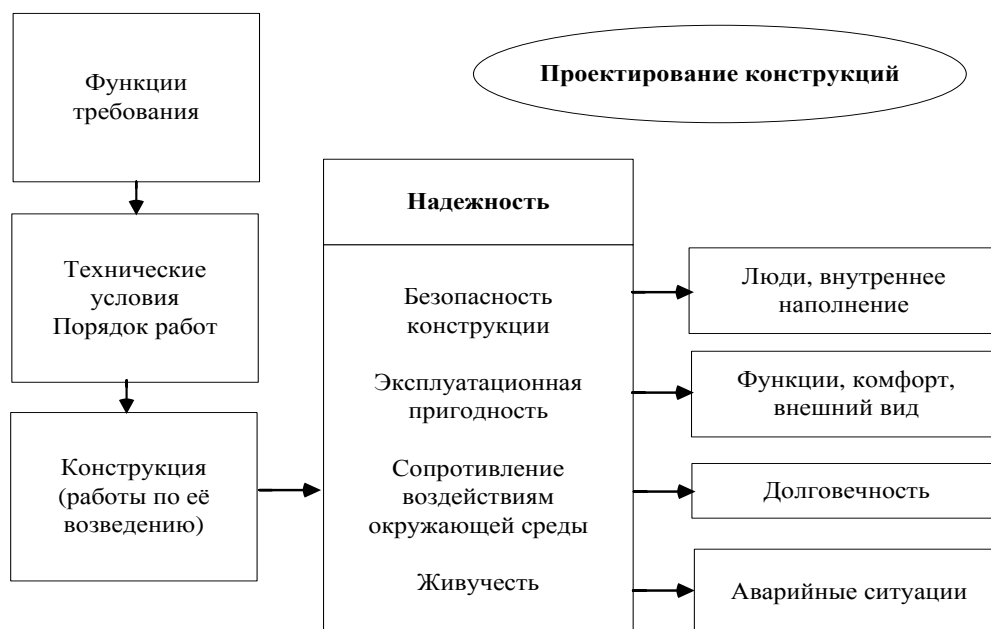 Функции
требования
Проектирование конструкций
Технические
условия
Порядок работ
Конструкция
(работы по её
возведению)
Надежность
Безопасность
конструкции
Эксплуатационная
пригодность
Сопротивление
воздействиям
окружающей среды
Живучесть
Люди, внутреннее
наполнение
Функции, комфорт,
внешний вид
Долговечность
Аварийные ситуации